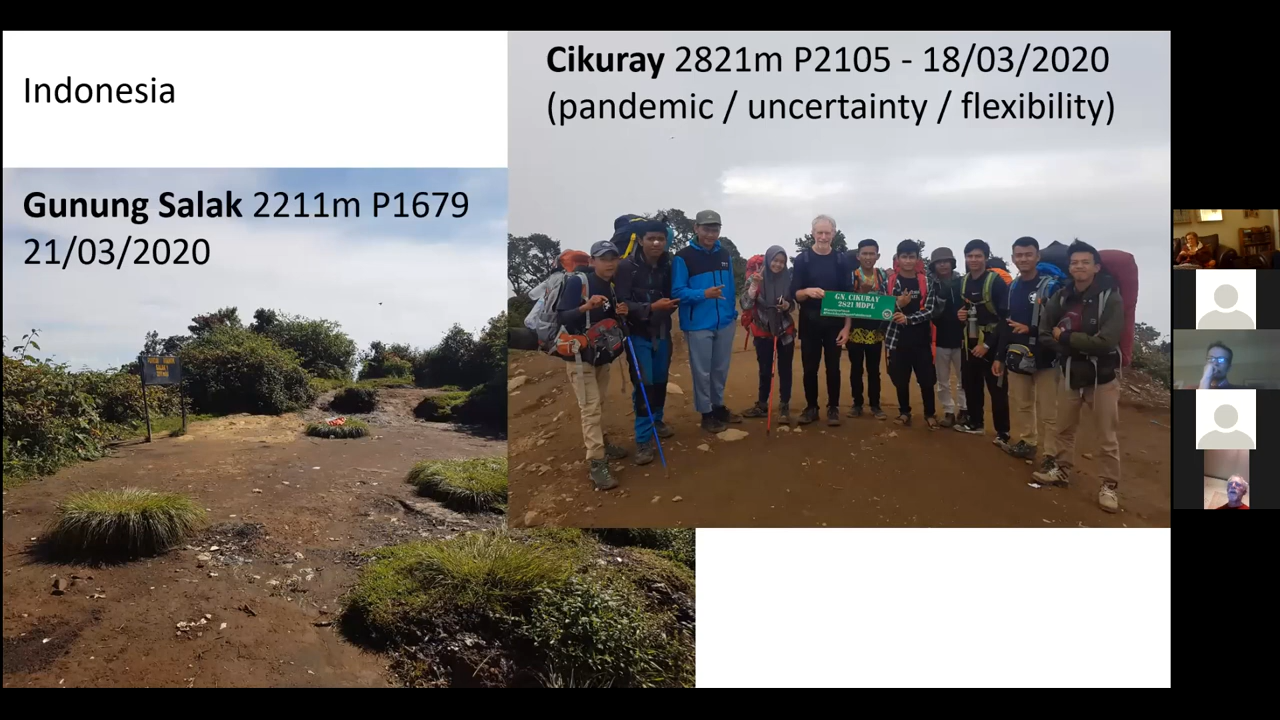 Indonesia
Gunung Salak 2211m P1679
21/03/2020
Cikuray 2821m P2105 - 18/03/2020
(pandemic / uncertainty / flexibility)
GN. CIKURAY
2821 MDPL